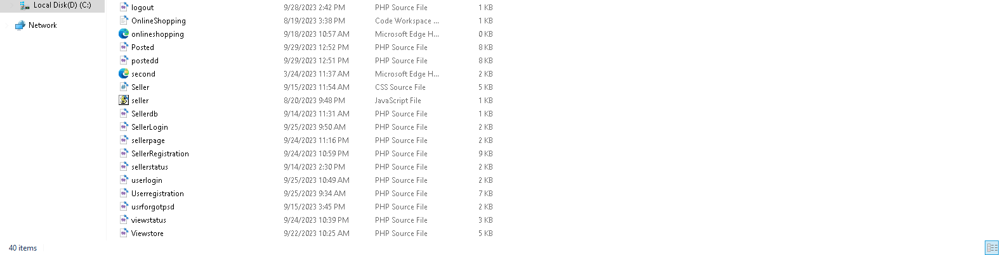 Local Disk(D) (C:)
Network
logout 9/28/2023 2:42 PM PHP Source File 1 KB
OnlineShopping 8/19/2023 3:38 PM Code Workspace ... 1 KB
onlineshopping 9/18/2023 10:57 AM Microsoft Edge H... 0 KB
Posted 9/29/2023 12:52 PM PHP Source File 8 KB
postedd 9/29/2023 12:51 PM PHP Source File 8 KB
second 3/24/2023 11:37 AM Microsoft Edge H... 2 KB
Seller 9/15/2023 11:54 AM CSS Source File 5 KB
seller 8/20/2023 9:48 PM JavaScript File 1 KB
Sellerdb 9/14/2023 11:31 AM PHP Source File 1 KB
SellerLogin 9/25/2023 9:50 AM PHP Source File 2 KB
sellerpage 9/24/2023 11:16 PM PHP Source File 2 KB
SellerRegistration 9/24/2023 10:59 PM PHP Source File 9 KB
sellerstatus 9/14/2023 2:30 PM PHP Source File 2 KB
userlogin 9/25/2023 10:49 AM PHP Source File 2 KB
Userregistration 9/25/2023 9:34 AM PHP Source File 7 KB
usrforgotpsd 9/15/2023 3:45 PM PHP Source File 2 KB
viewstatus 9/24/2023 10:39 PM PHP Source File 3 KB
Viewstore 9/22/2023 10:25 AM PHP Source File 5 KB
40 items